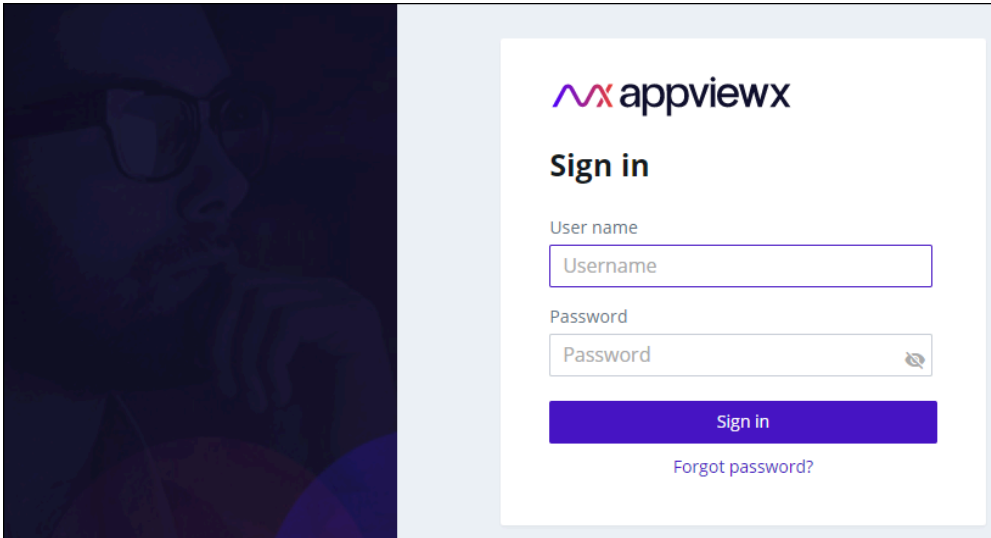 appviewx
Sign in
User name
Username
Password
Password
Sign in
Forgot password?